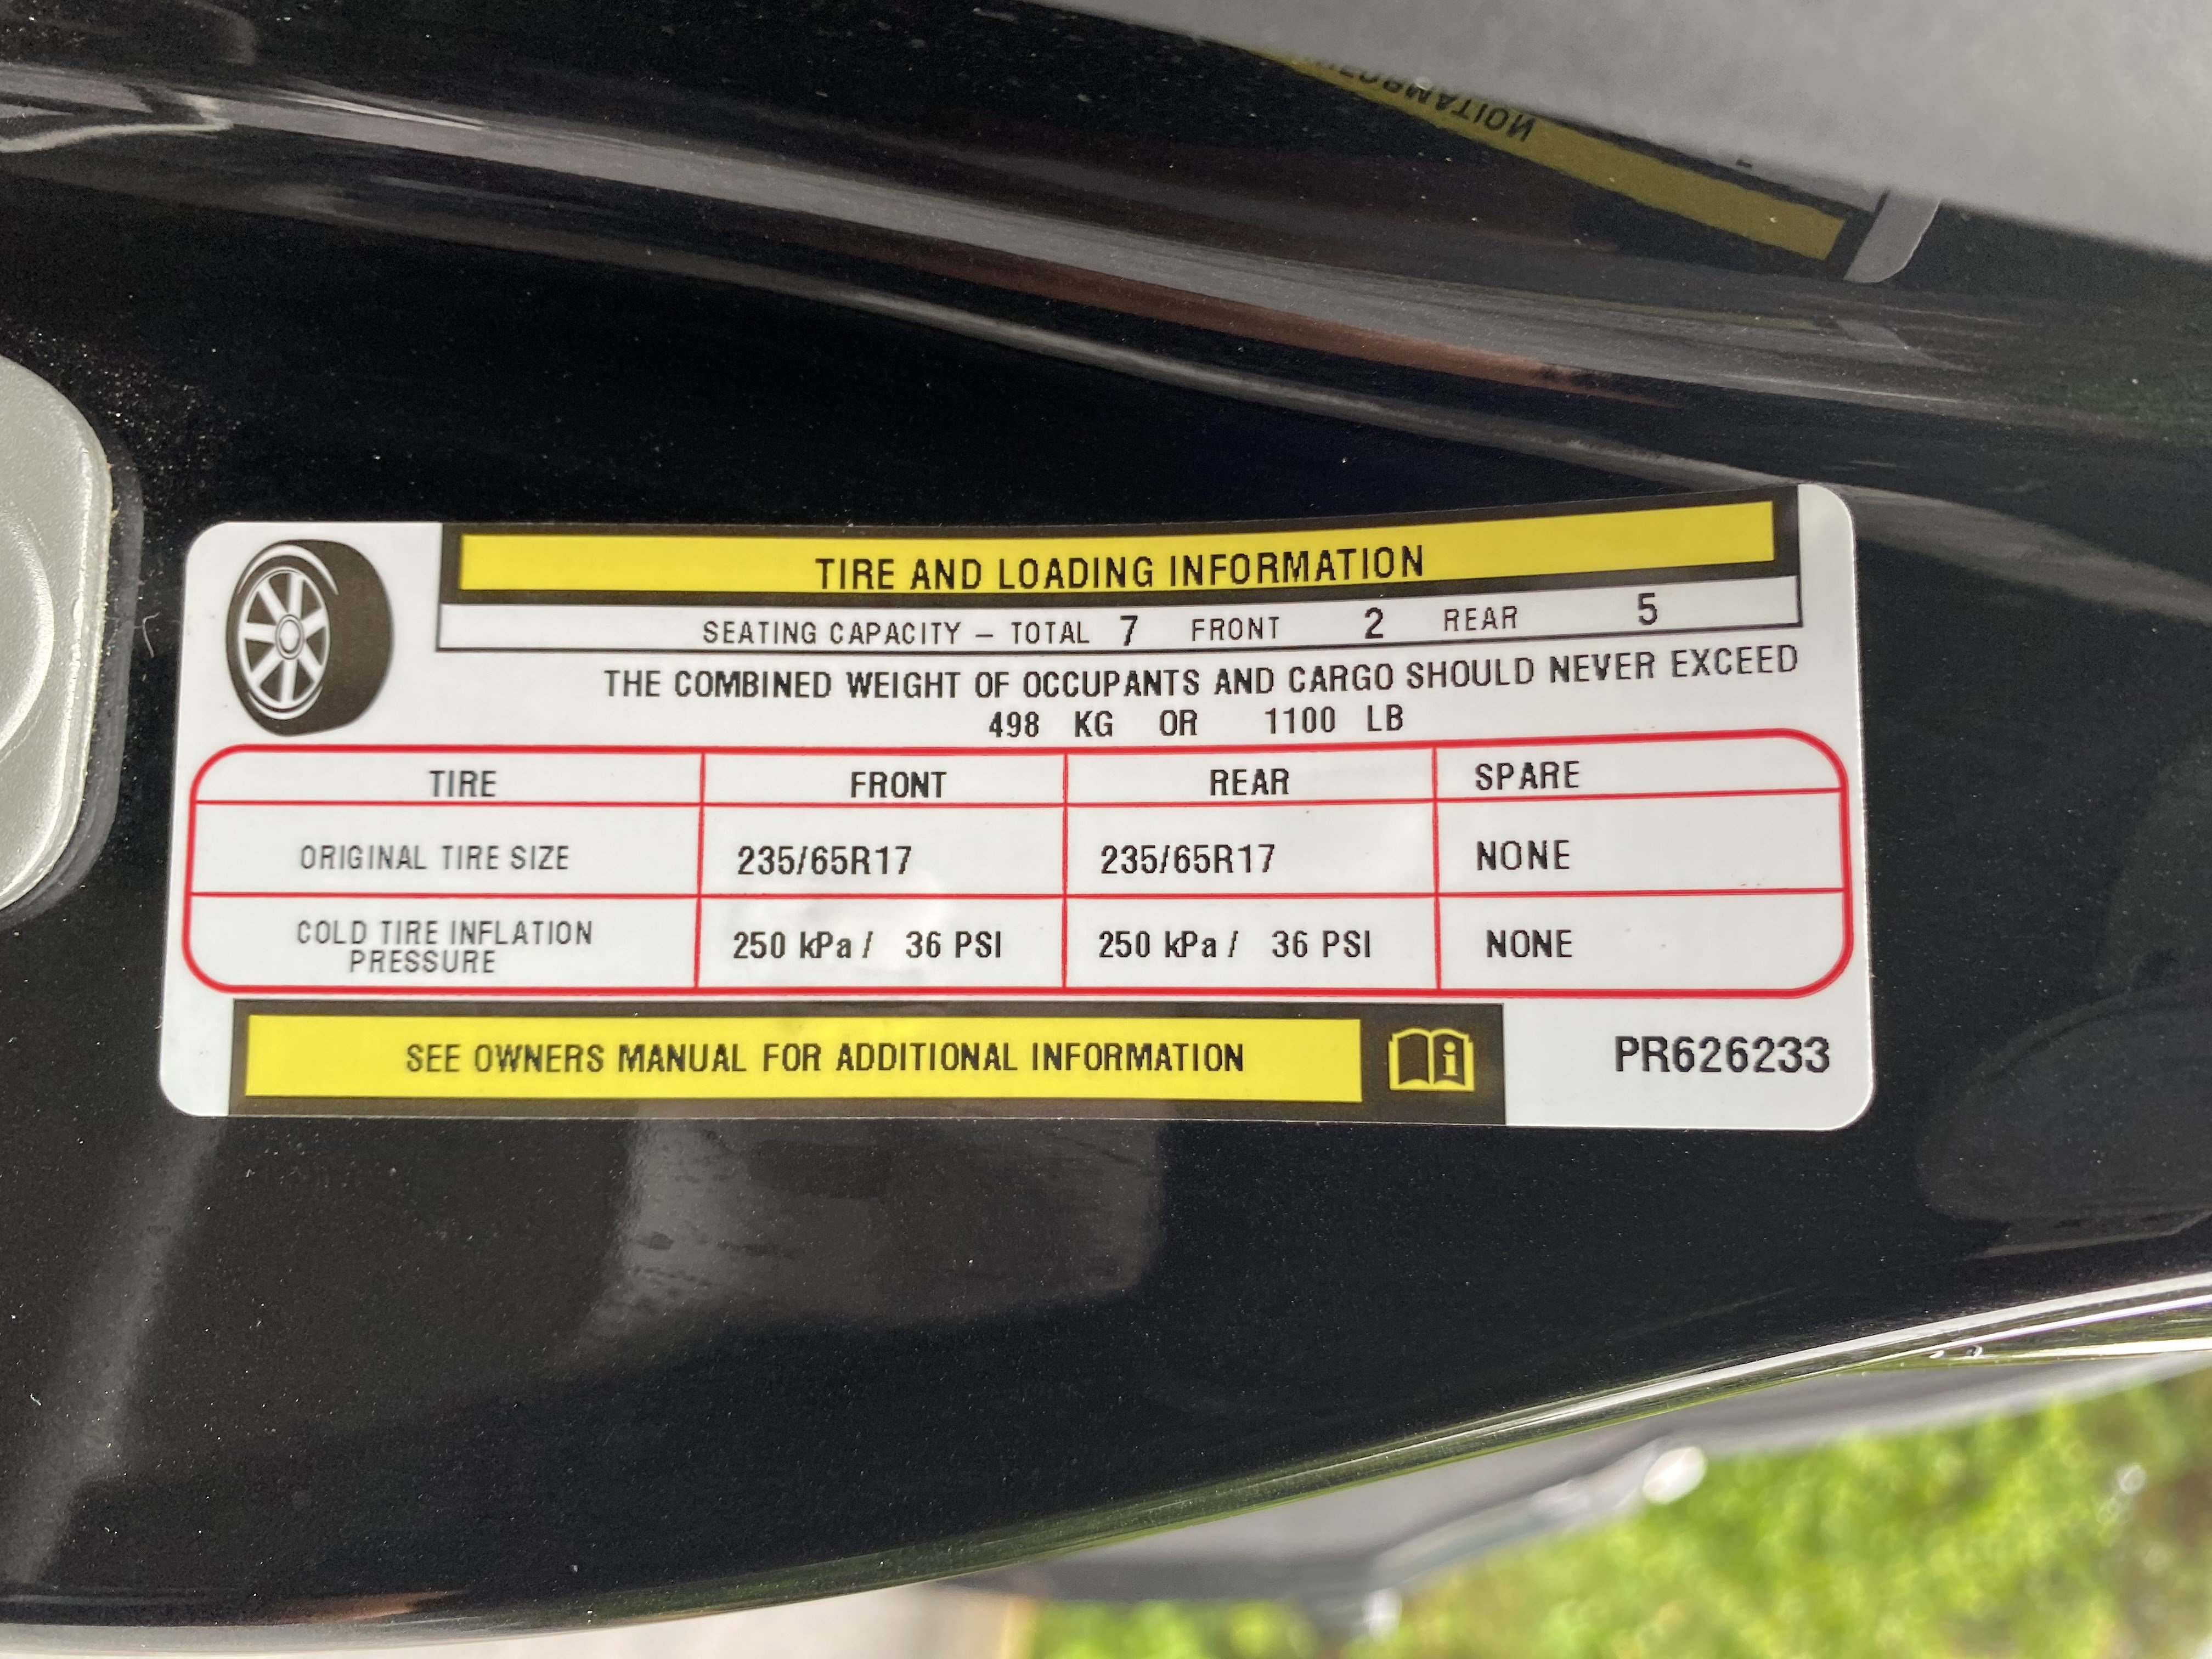 TIRE AND LOADING INFORMATION
SEATING CAPACITY – TOTAL 7 FRONT 2 REAR 5
THE COMBINED WEIGHT OF OCCUPANTS AND CARGO SHOULD NEVER EXCEED
498 KG OR 1100 LB
TIRE FRONT REAR SPARE
ORIGINAL TIRE SIZE 235/65R17 235/65R17 NONE
COLD TIRE INFLATION
PRESSURE 250 kPa / 36 PSI 250 kPa / 36 PSI NONE
SEE OWNERS MANUAL FOR ADDITIONAL INFORMATION
PR626233